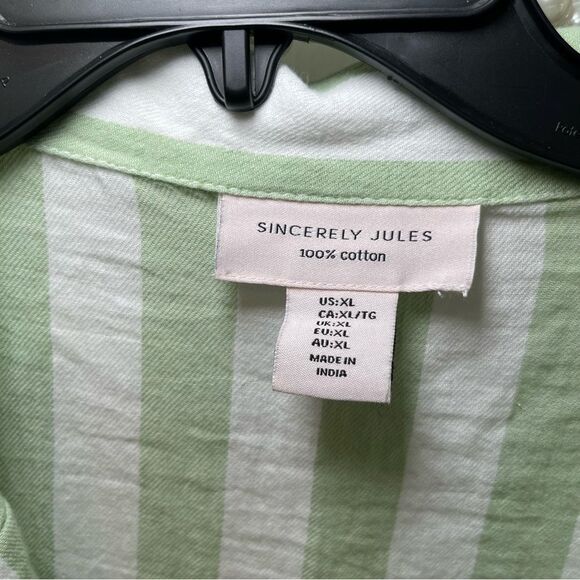 SINCERELY JULES
100% cotton
US:XL
CA:XL/TG
UK:XL
EU:XL
AU:XL
MADE IN
INDIA